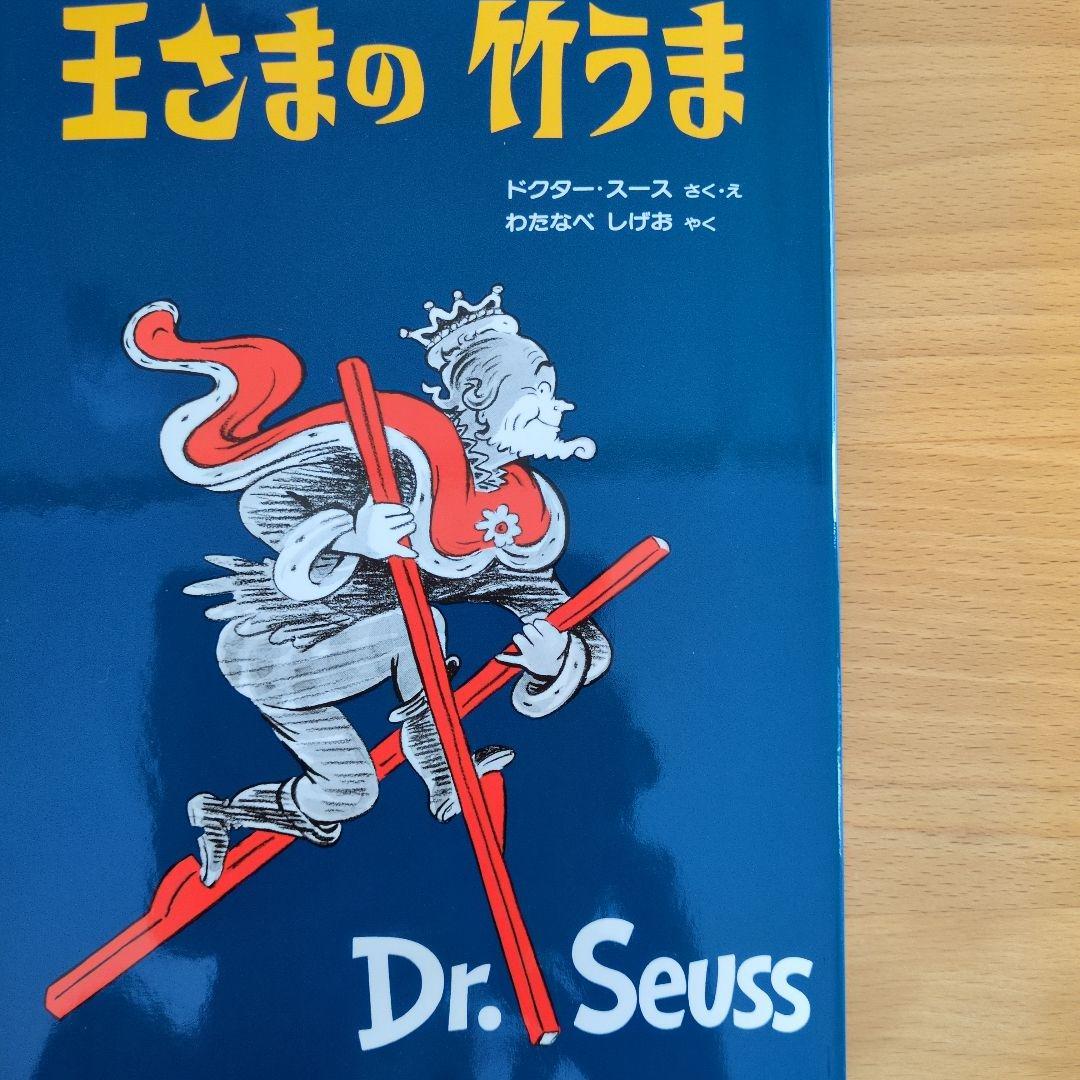 王さまの 竹うま
ドクター・スース さく・え
わたなべ しげお やく
Dr. Seuss